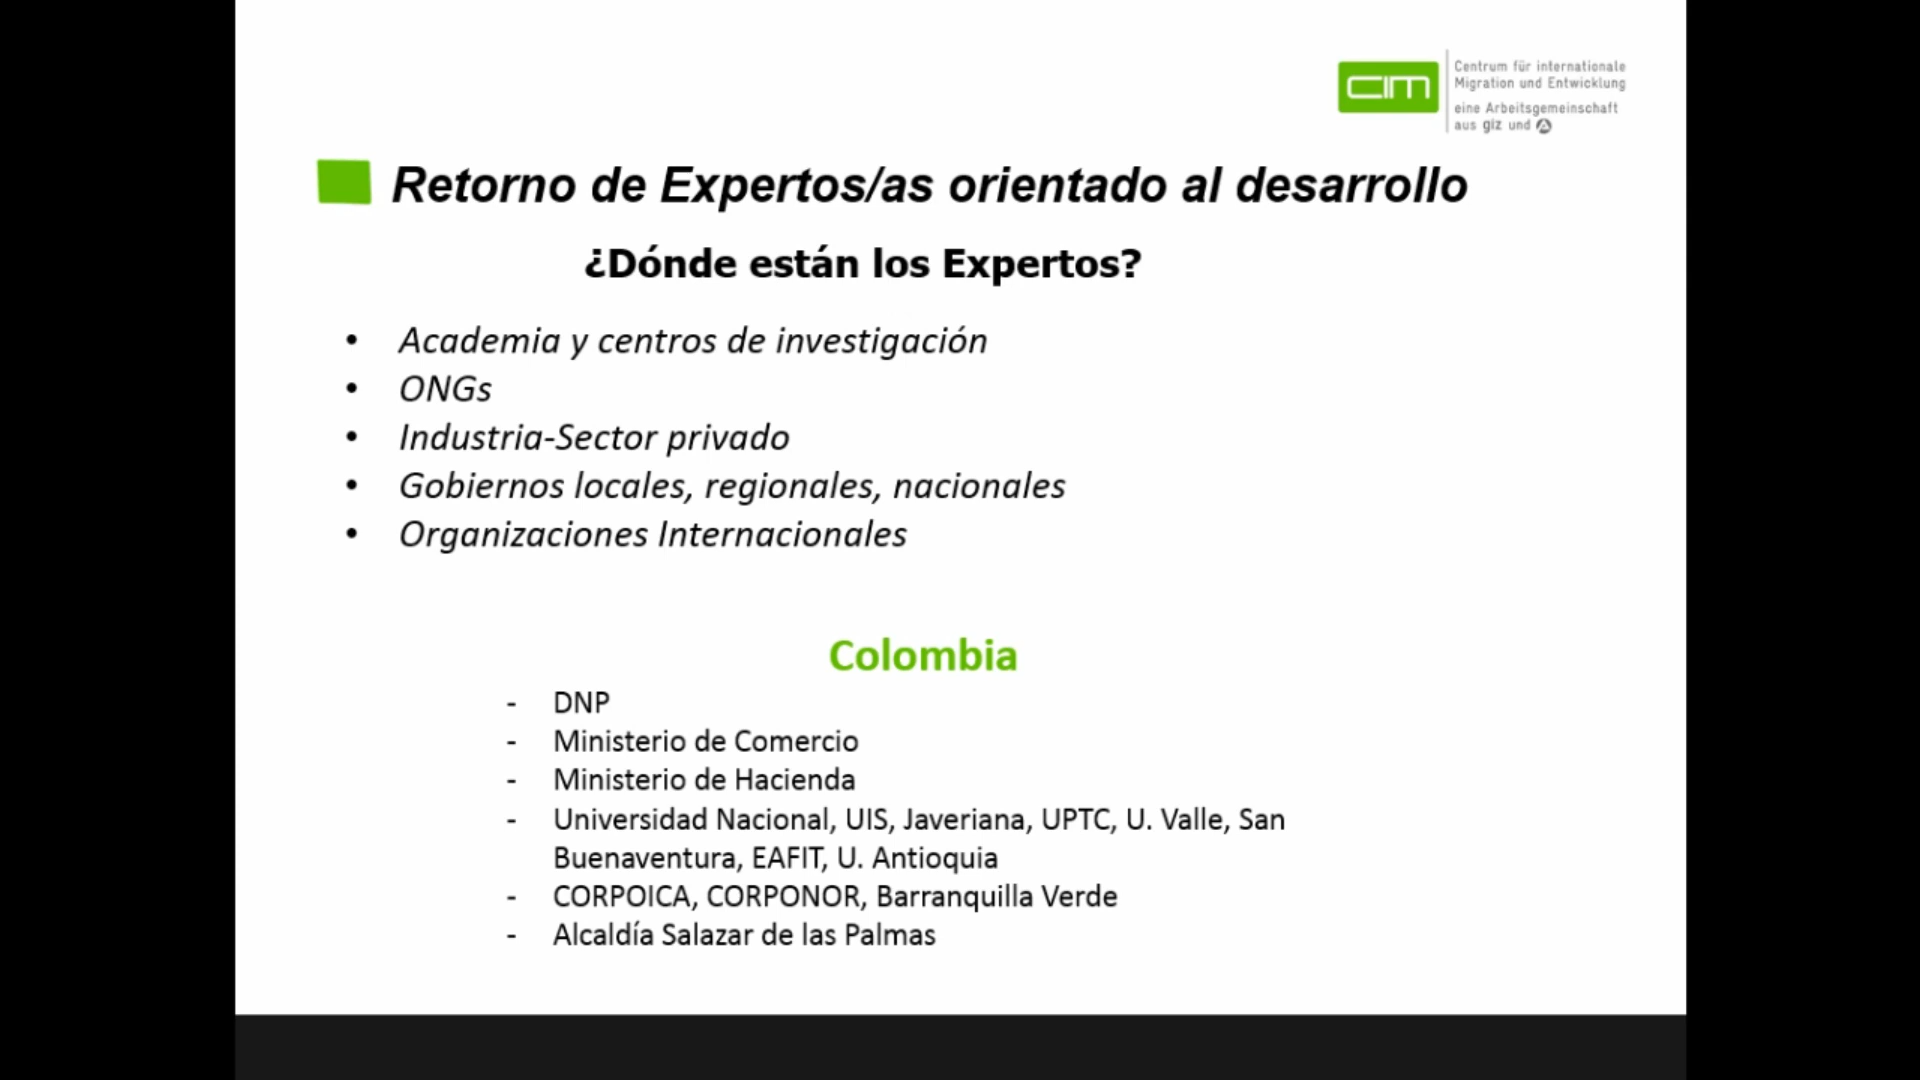 CIM
Centrum für internationale
Migration und Entwicklung
eine Arbeitsgemeinschaft
aus giz und
Retorno de Expertos/as orientado al desarrollo
¿Dónde están los Expertos?
• Academia y centros de investigación
• ONGs
• Industria-Sector privado
• Gobiernos locales, regionales, nacionales
• Organizaciones Internacionales
Colombia
- DNP
- Ministerio de Comercio
- Ministerio de Hacienda
- Universidad Nacional, UIS, Javeriana, UPTC, U. Valle, San
Buenaventura, EAFIT, U. Antioquia
- CORPOICA, CORPONOR, Barranquilla Verde
- Alcaldía Salazar de las Palmas